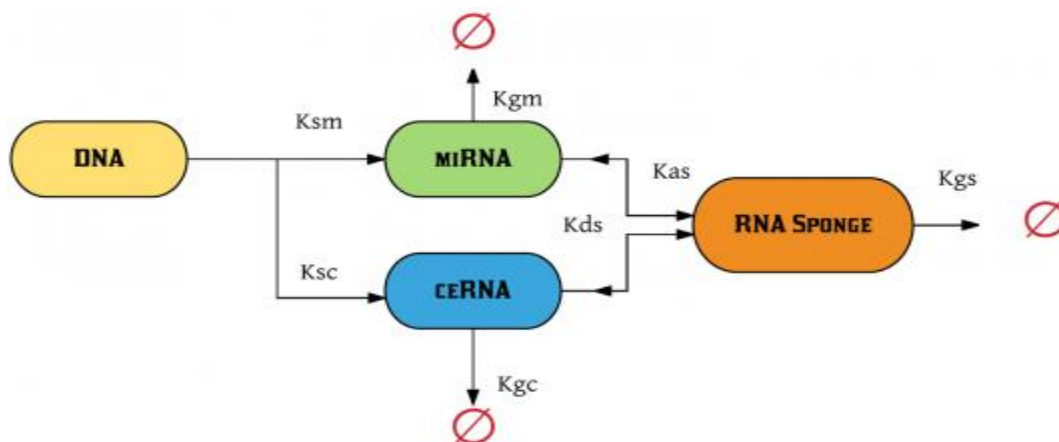 Kgm
Ksm
DNA
miRNA
Kas
Kgs
RNA Sponge
Kds
Ksc
ceRNA
Kgc